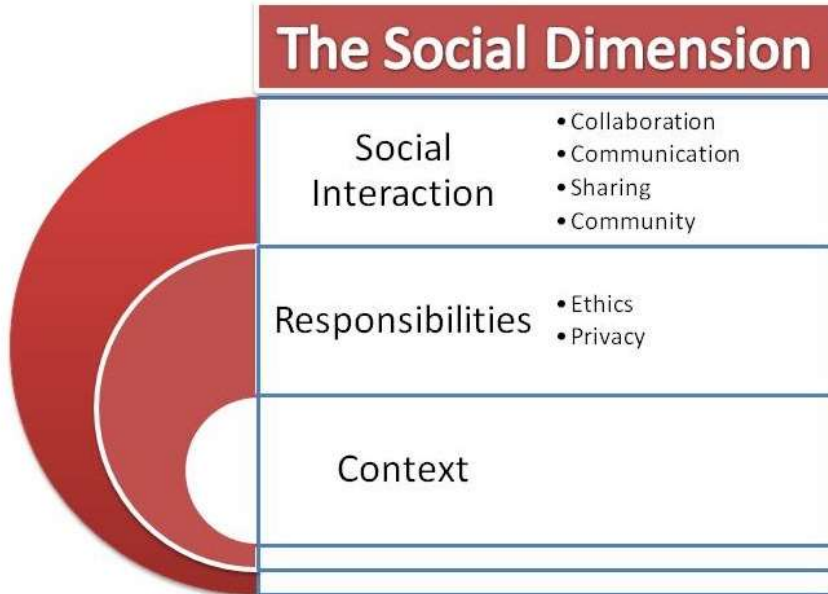 The Social Dimension
Social
Interaction
• Collaboration
• Communication
• Sharing
• Community
Responsibilities
• Ethics
• Privacy
Context